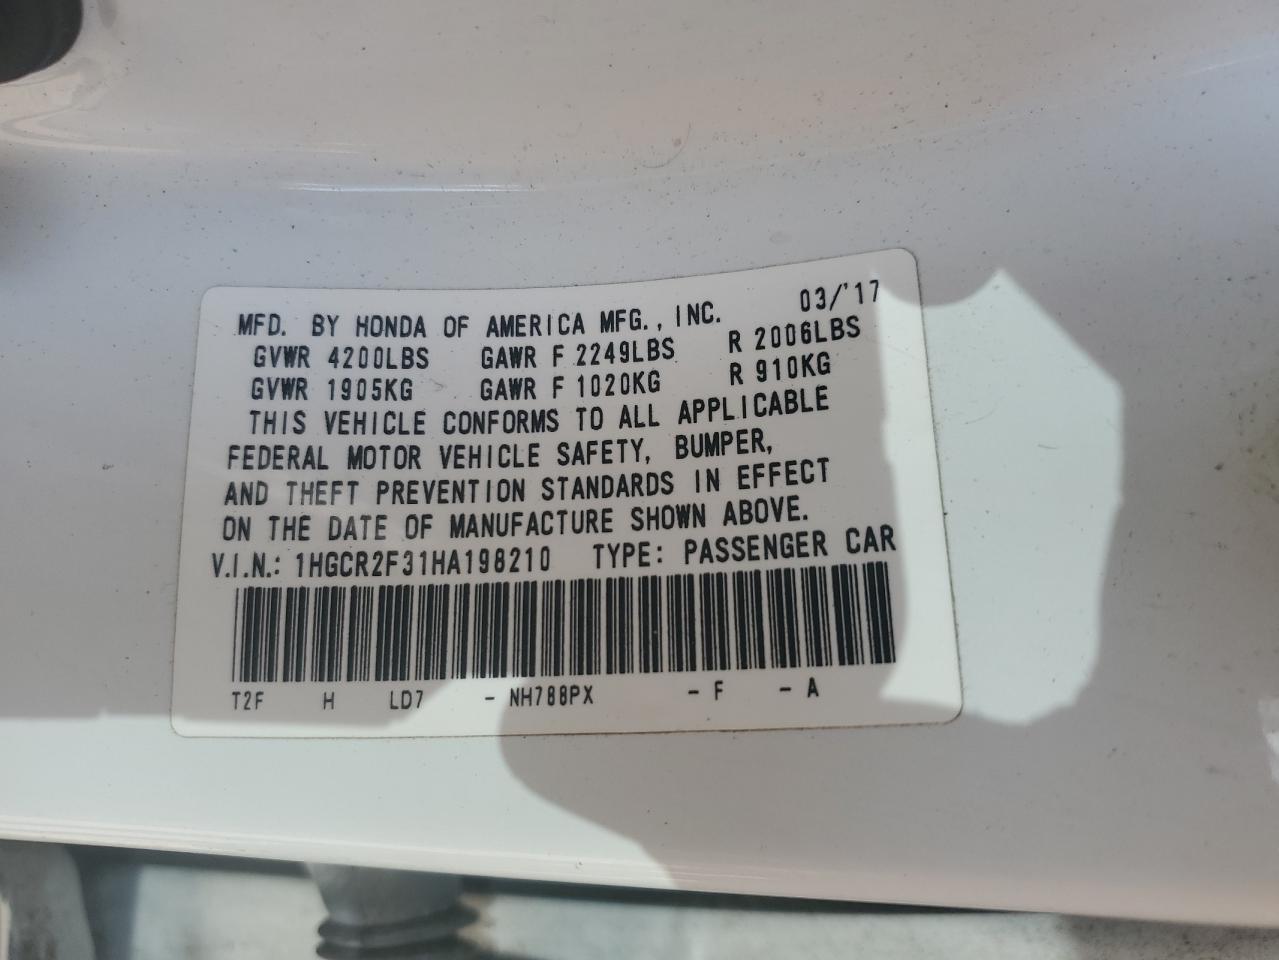 MFD. BY HONDA OF AMERICA MFG., INC. 03/'17
GVWR 4200LBS GAWR F 2249LBS R 2006LBS
GVWR 1905KG GAWR F 1020KG R 910KG
THIS VEHICLE CONFORMS TO ALL APPLICABLE
FEDERAL MOTOR VEHICLE SAFETY, BUMPER,
AND THEFT PREVENTION STANDARDS IN EFFECT
ON THE DATE OF MANUFACTURE SHOWN ABOVE.
V.I.N.: 1HGCR2F31HA198210 TYPE: PASSENGER CAR
T2F H LD7 - NH788PX - F - A